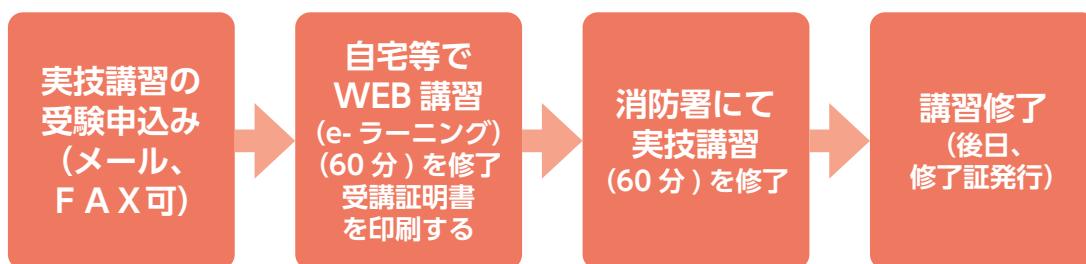 実技講習の
受験申込み
(メール、
ＦＡＸ可)
自宅等で
WEB 講習
(e- ラーニング)
(60 分 ) を修了
受講証明書
を印刷する
消防署にて
実技講習
(60 分 ) を修了
講習修了
(後日、
修了証発行)